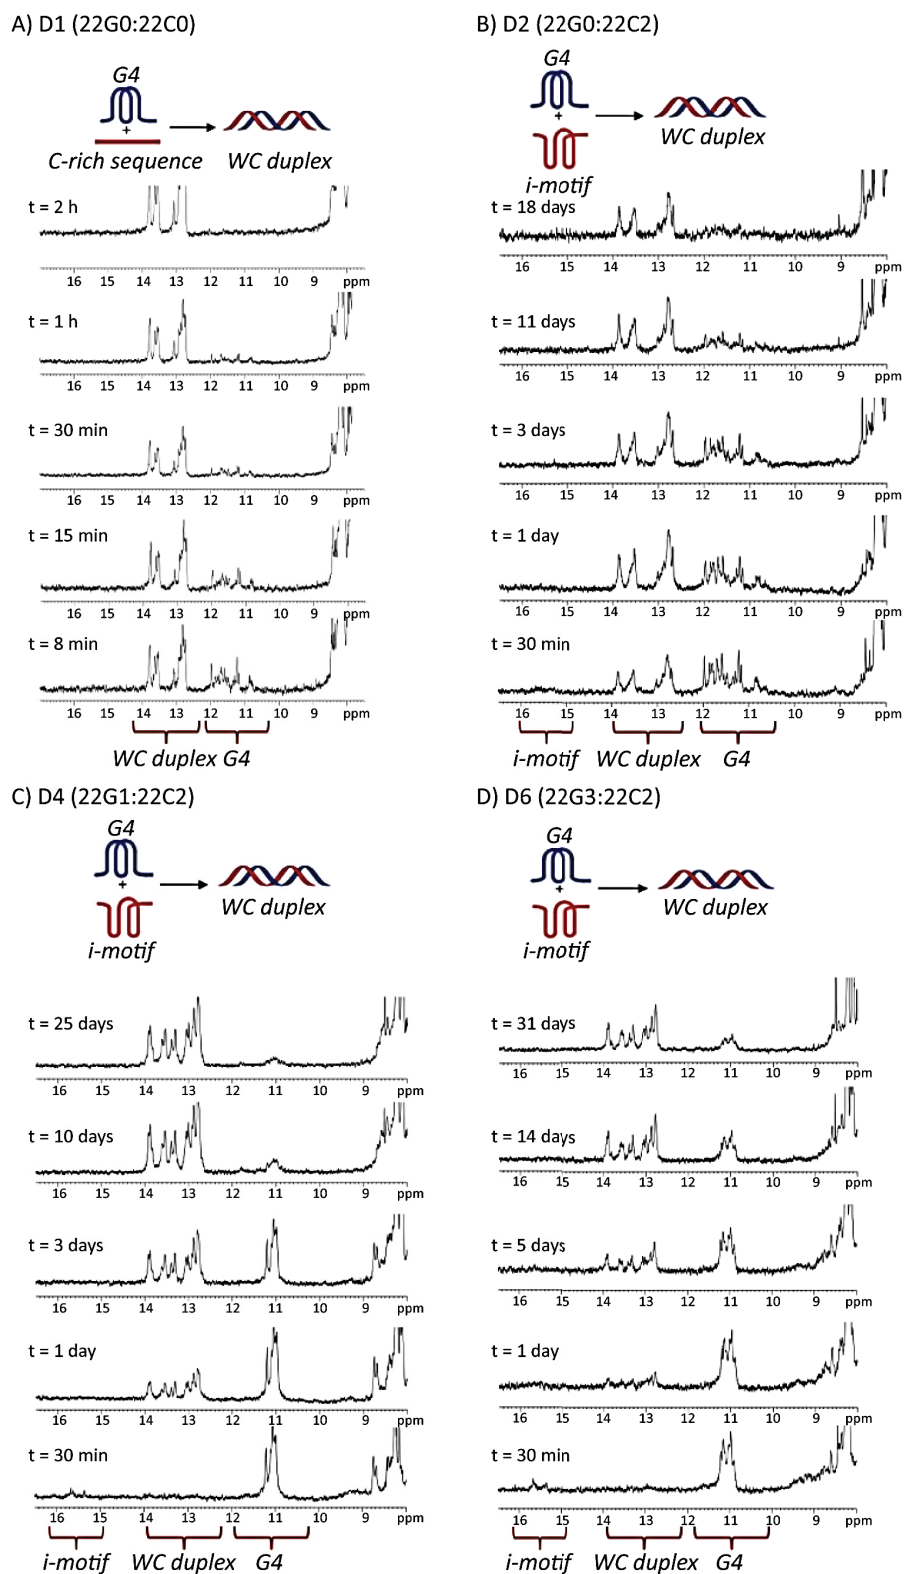 A) D1 (22G0:22C0)
G4
+
C-rich sequence
WC duplex
t = 2 h
16 15 14 13 12 11 10 9 ppm
t = 1 h
16 15 14 13 12 11 10 9 ppm
t = 30 min
16 15 14 13 12 11 10 9 ppm
t = 15 min
16 15 14 13 12 11 10 9 ppm
t = 8 min
16 15 14 13 12 11 10 9 ppm
WC duplex G4
B) D2 (22G0:22C2)
G4
+
i-motif
WC duplex
t = 18 days
16 15 14 13 12 11 10 9 ppm
t = 11 days
16 15 14 13 12 11 10 9 ppm
t = 3 days
16 15 14 13 12 11 10 9 ppm
t = 1 day
16 15 14 13 12 11 10 9 ppm
t = 30 min
16 15 14 13 12 11 10 9 ppm
i-motif WC duplex G4
C) D4 (22G1:22C2)
G4
+
i-motif
WC duplex
t = 25 days
16 15 14 13 12 11 10 9 ppm
t = 10 days
16 15 14 13 12 11 10 9 ppm
t = 3 days
16 15 14 13 12 11 10 9 ppm
t = 1 day
16 15 14 13 12 11 10 9 ppm
t = 30 min
16 15 14 13 12 11 10 9 ppm
i-motif WC duplex G4
D) D6 (22G3:22C2)
G4
+
i-motif
WC duplex
t = 31 days
16 15 14 13 12 11 10 9 ppm
t = 14 days
16 15 14 13 12 11 10 9 ppm
t = 5 days
16 15 14 13 12 11 10 9 ppm
t = 1 day
16 15 14 13 12 11 10 9 ppm
t = 30 min
16 15 14 13 12 11 10 9 ppm
i-motif WC duplex G4